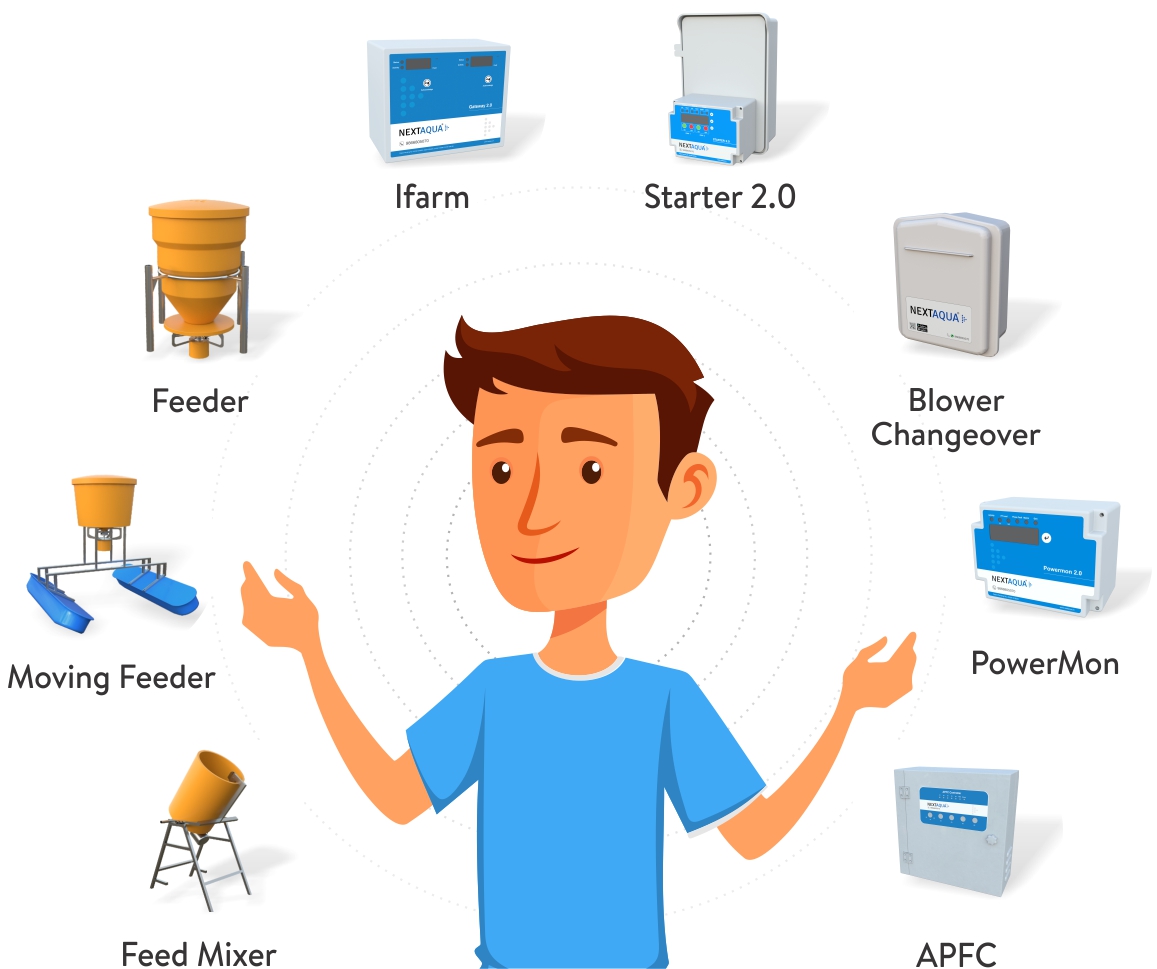 Gateway 2.0
NEXTAQUA
Ifarm
NEXTAQUA
Starter 2.0
Feeder
NEXTAQUA
Blower
Changeover
Powermon 2.0
NEXTAQUA
Moving Feeder
PowerMon
NEXTAQUA
Feed Mixer
APFC